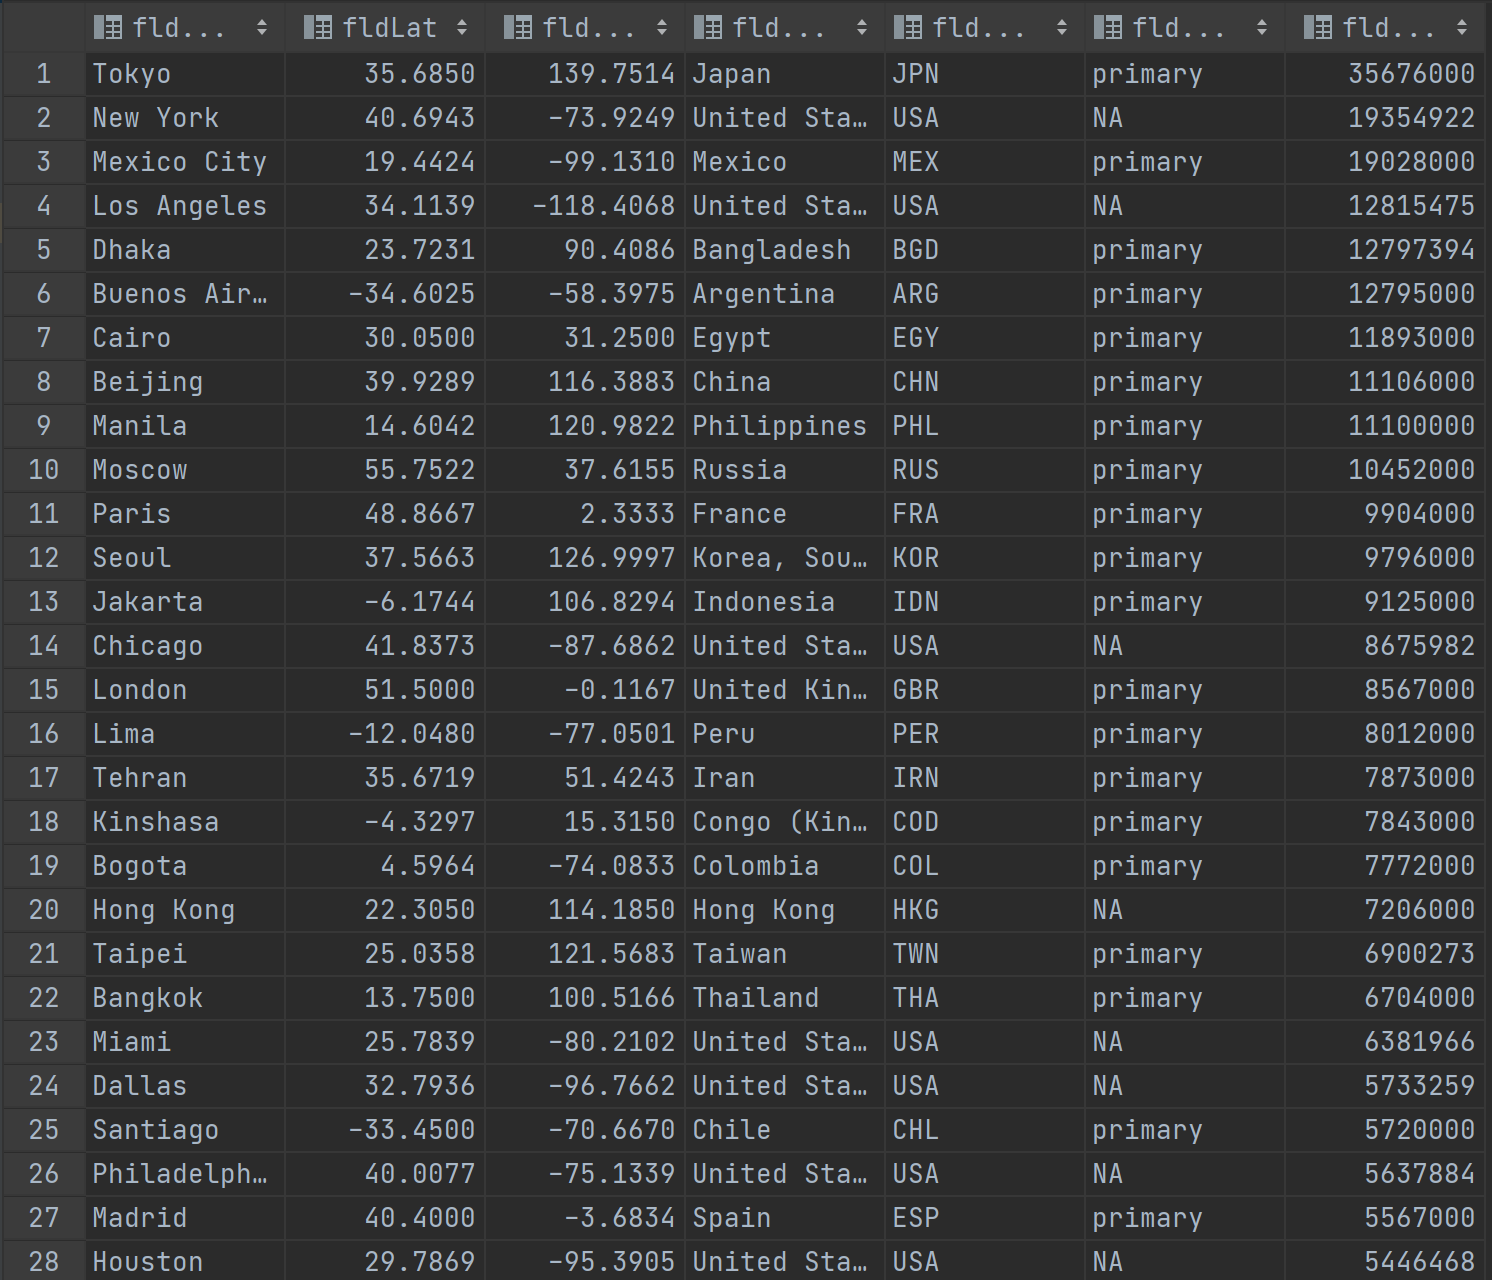 fld... fldLat fld... fld... fld... fld... fld...
1 Tokyo 35.6850 139.7514 Japan JPN primary 35676000
2 New York 40.6943 -73.9249 United Sta… USA NA 19354922
3 Mexico City 19.4424 -99.1310 Mexico MEX primary 19028000
4 Los Angeles 34.1139 -118.4068 United Sta… USA NA 12815475
5 Dhaka 23.7231 90.4086 Bangladesh BGD primary 12797394
6 Buenos Air… -34.6025 -58.3975 Argentina ARG primary 12795000
7 Cairo 30.0500 31.2500 Egypt EGY primary 11893000
8 Beijing 39.9289 116.3883 China CHN primary 11106000
9 Manila 14.6042 120.9822 Philippines PHL primary 11100000
10 Moscow 55.7522 37.6155 Russia RUS primary 10452000
11 Paris 48.8667 2.3333 France FRA primary 9904000
12 Seoul 37.5663 126.9997 Korea, Sou… KOR primary 9796000
13 Jakarta -6.1744 106.8294 Indonesia IDN primary 9125000
14 Chicago 41.8373 -87.6862 United Sta… USA NA 8675982
15 London 51.5000 -0.1167 United Kin… GBR primary 8567000
16 Lima -12.0480 -77.0501 Peru PER primary 8012000
17 Tehran 35.6719 51.4243 Iran IRN primary 7873000
18 Kinshasa -4.3297 15.3150 Congo (Kin… COD primary 7843000
19 Bogota 4.5964 -74.0833 Colombia COL primary 7772000
20 Hong Kong 22.3050 114.1850 Hong Kong HKG NA 7206000
21 Taipei 25.0358 121.5683 Taiwan TWN primary 6900273
22 Bangkok 13.7500 100.5166 Thailand THA primary 6704000
23 Miami 25.7839 -80.2102 United Sta… USA NA 6381966
24 Dallas 32.7936 -96.7662 United Sta… USA NA 5733259
25 Santiago -33.4500 -70.6670 Chile CHL primary 5720000
26 Philadelph… 40.0077 -75.1339 United Sta… USA NA 5637884
27 Madrid 40.4000 -3.6834 Spain ESP primary 5567000
28 Houston 29.7869 -95.3905 United Sta… USA NA 5446468